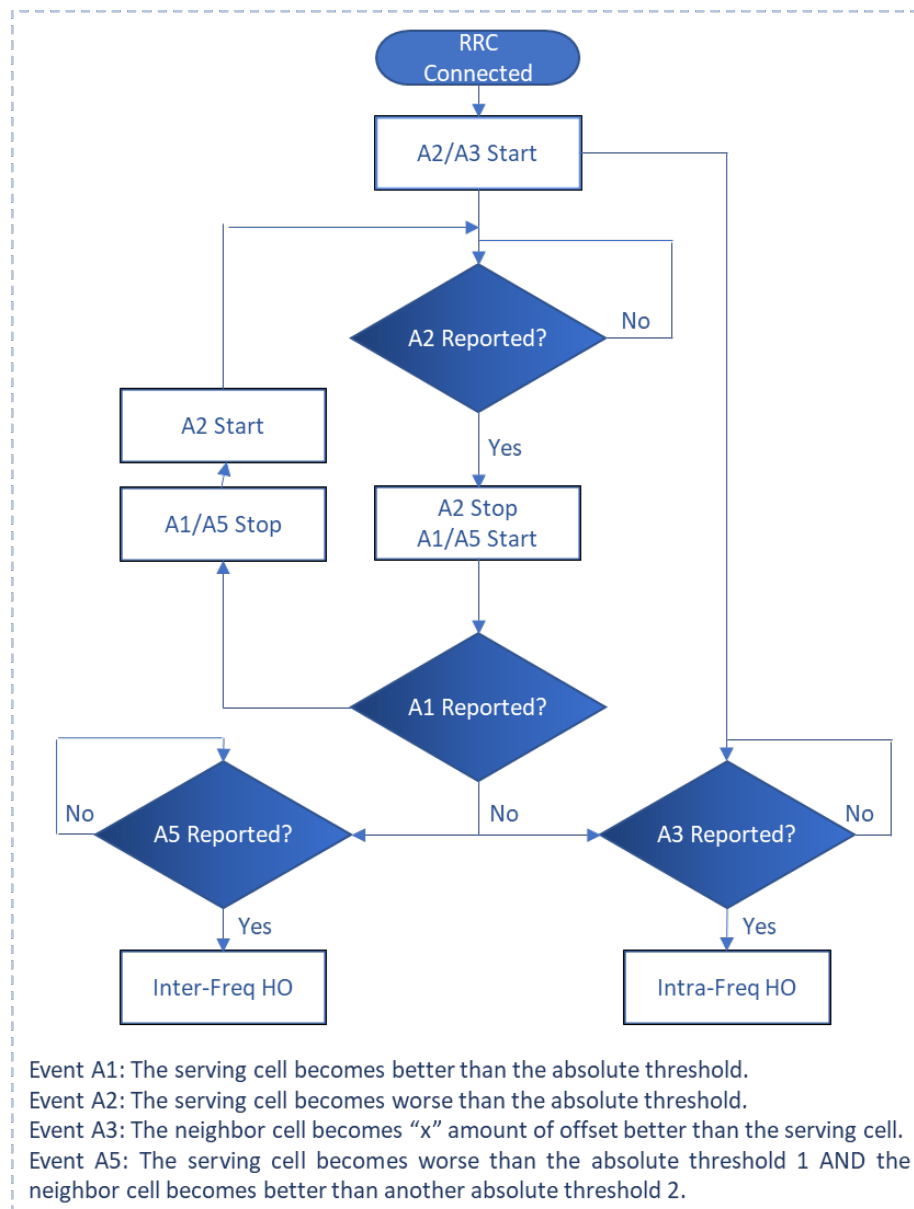 RRC
Connected
A2/A3 Start
A2 Reported?
No
A2 Start
Yes
A1/A5 Stop
A2 Stop
A1/A5 Start
A1 Reported?
No
No
A5 Reported?
A3 Reported?
No
Yes
Yes
Inter-Freq HO
Intra-Freq HO
Event A1: The serving cell becomes better than the absolute threshold.
Event A2: The serving cell becomes worse than the absolute threshold.
Event A3: The neighbor cell becomes “x” amount of offset better than the serving cell.
Event A5: The serving cell becomes worse than the absolute threshold 1 AND the
neighbor cell becomes better than another absolute threshold 2.